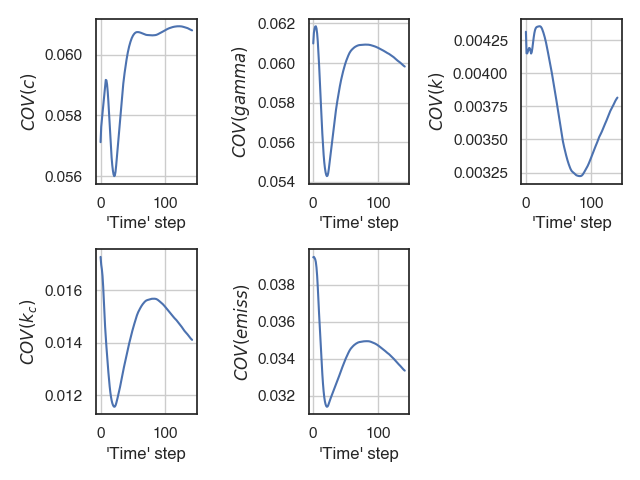 COV(c)
0.060
0.058
0.056
0 100
'Time' step
COV(gamma)
0.062
0.060
0.058
0.056
0.054
0 100
'Time' step
COV(k)
0.00425
0.00400
0.00375
0.00350
0.00325
0 100
'Time' step
COV(k_c)
0.016
0.014
0.012
0 100
'Time' step
COV(emiss)
0.038
0.036
0.034
0.032
0 100
'Time' step